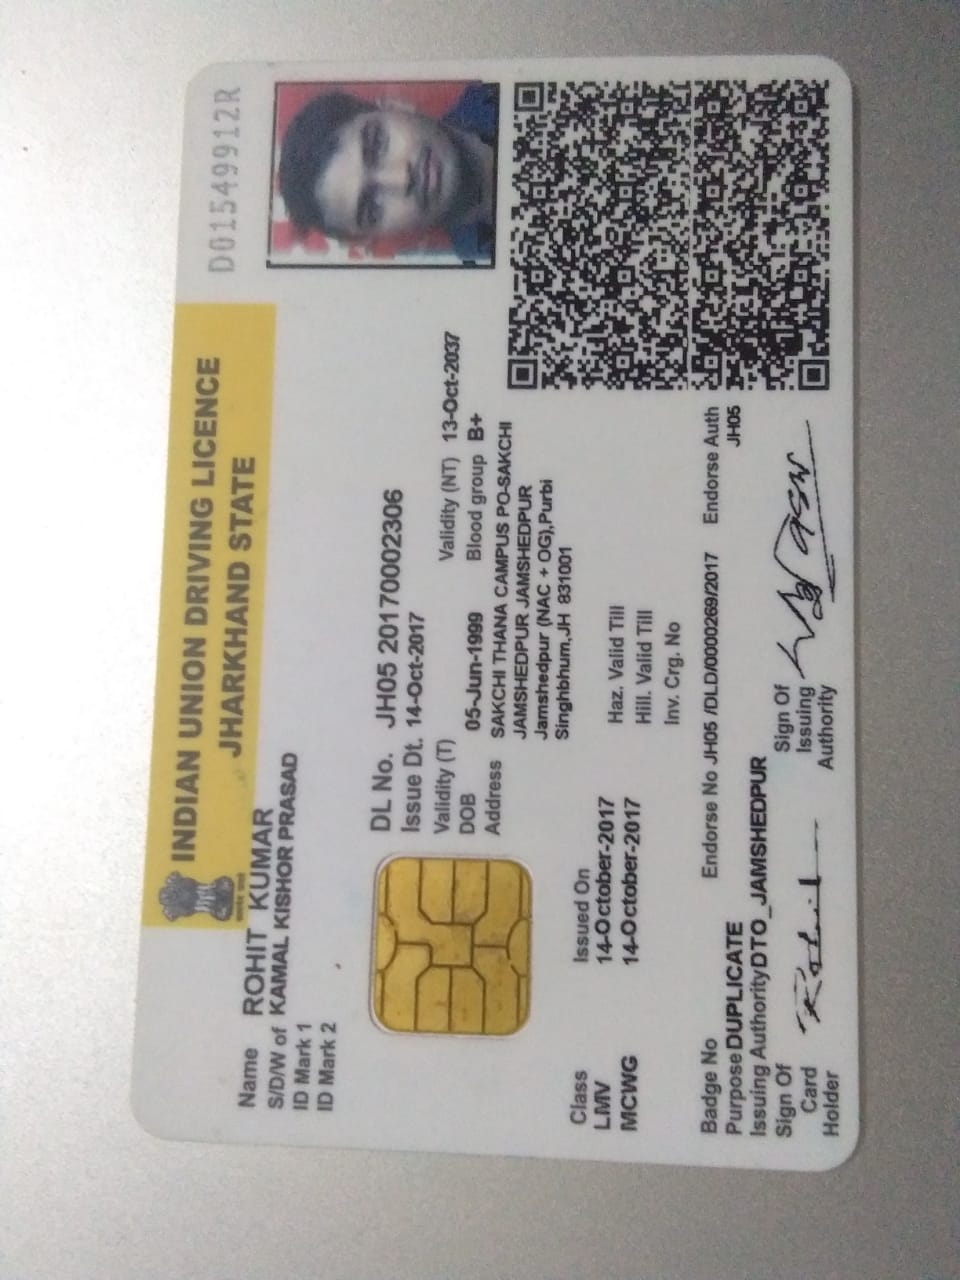 INDIAN UNION DRIVING LICENCE
JHARKHAND STATE
D01549912R
Name ROHIT KUMAR
S/D/W of KAMAL KISHOR PRASAD
ID Mark 1
ID Mark 2
DL No. JH05 20170002306
Issue Dt. 14-Oct-2017
Validity (T) Validity (NT) 13-Oct-2037
DOB 05-Jun-1999 Blood group B+
Address SAKCHI THANA CAMPUS PO-SAKCHI
JAMSHEDPUR JAMSHEDPUR
Jamshedpur (NAC + OG),Purbi
Singhbhum,JH 831001
Class Issued On
LMV 14-October-2017 Haz. Valid Till
MCWG 14-October-2017 Hill. Valid Till
Inv. Crg. No
Badge No Endorse No JH05 /DLD/0000269/2017 Endorse Auth
Purpose DUPLICATE JH05
Issuing Authority DTO_JAMSHEDPUR
Sign Of Card Holder Rohit
Sign Of Issuing Authority